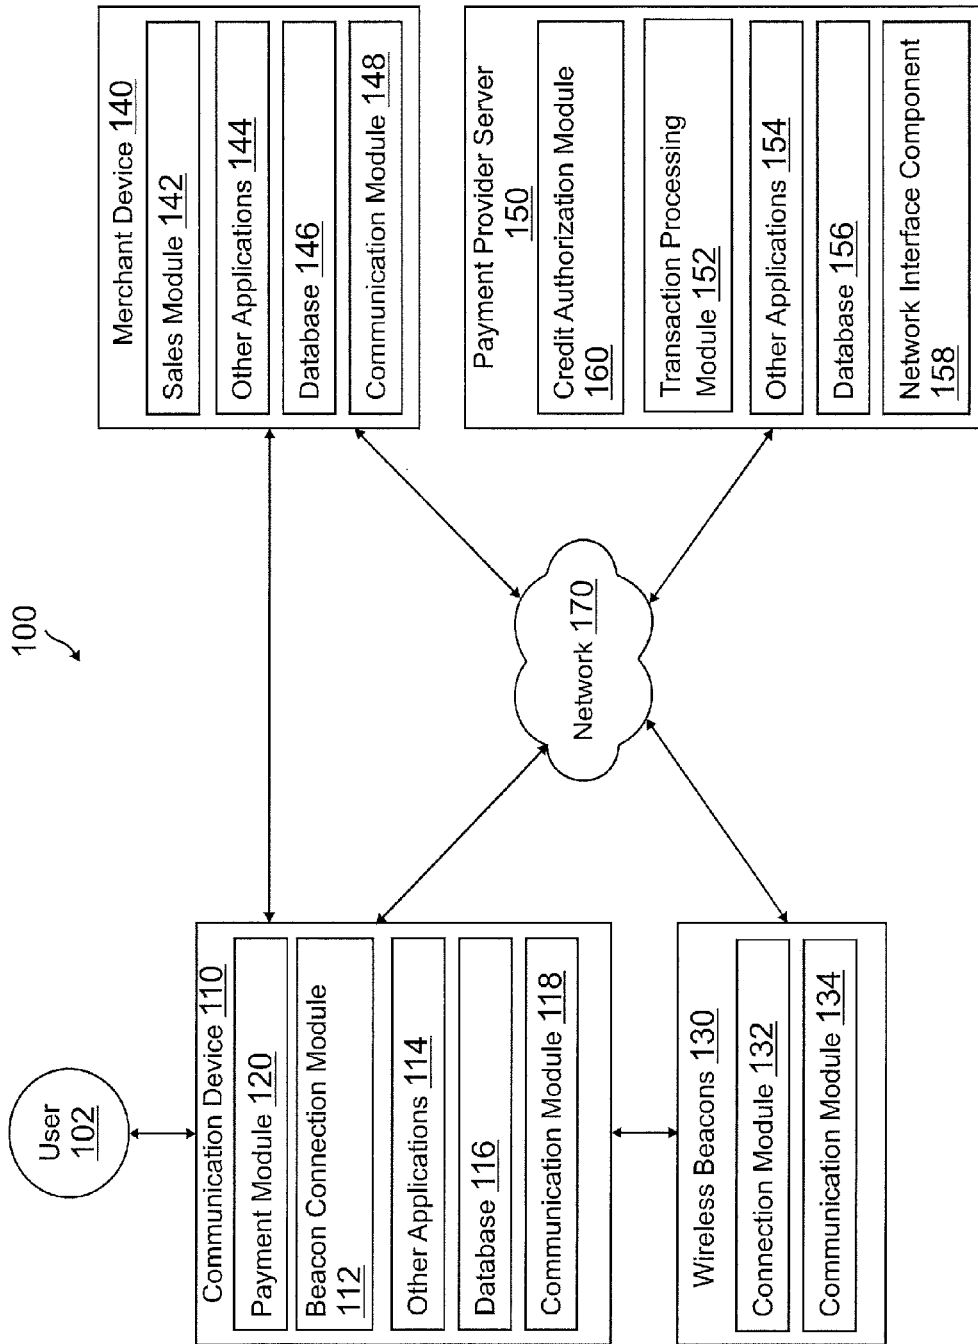 100
User
102
Communication Device 110
Payment Module 120
Beacon Connection Module
112
Other Applications 114
Database 116
Communication Module 118
Wireless Beacons 130
Connection Module 132
Communication Module 134
Network 170
Merchant Device 140
Sales Module 142
Other Applications 144
Database 146
Communication Module 148
Payment Provider Server
150
Credit Authorization Module
160
Transaction Processing
Module 152
Other Applications 154
Database 156
Network Interface Component
158